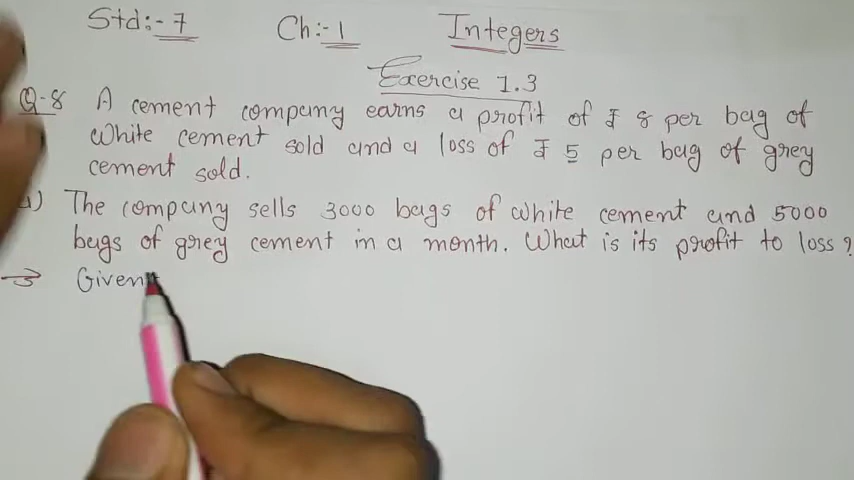 Std:- 7 Ch:- 1 Integers
Exercise 1.3
Q-8 A cement company earns a profit of ₹ 8 per bag of
White cement sold and a loss of ₹ 5 per bag of grey
cement sold.
a) The company sells 3000 bags of white cement and 5000
bags of grey cement in a month. What is its profit to loss?
→ Given